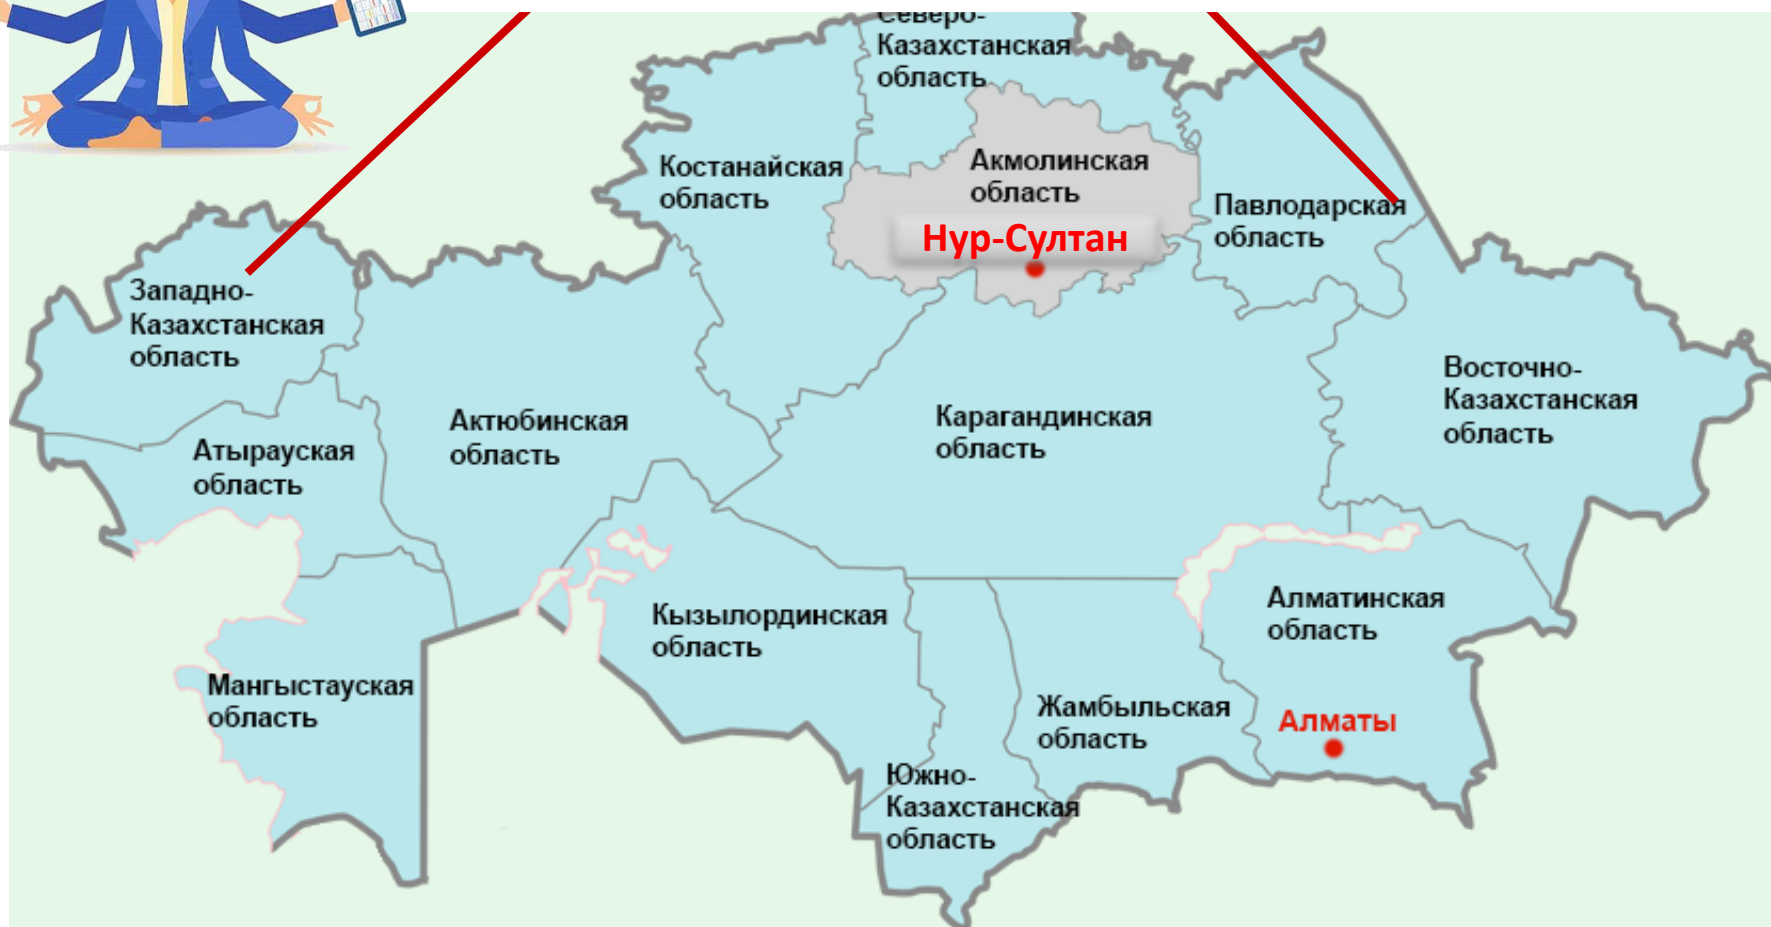 Северо-
Казахстанская
область
Костанайская
область
Акмолинская
область
Нур-Султан
Павлодарская
область
Западно-
Казахстанская
область
Актюбинская
область
Атырауская
область
Карагандинская
область
Восточно-
Казахстанская
область
Кызылординская
область
Алматинская
область
Мангыстауская
область
Жамбыльская
область
Алматы
Южно-
Казахстанская
область